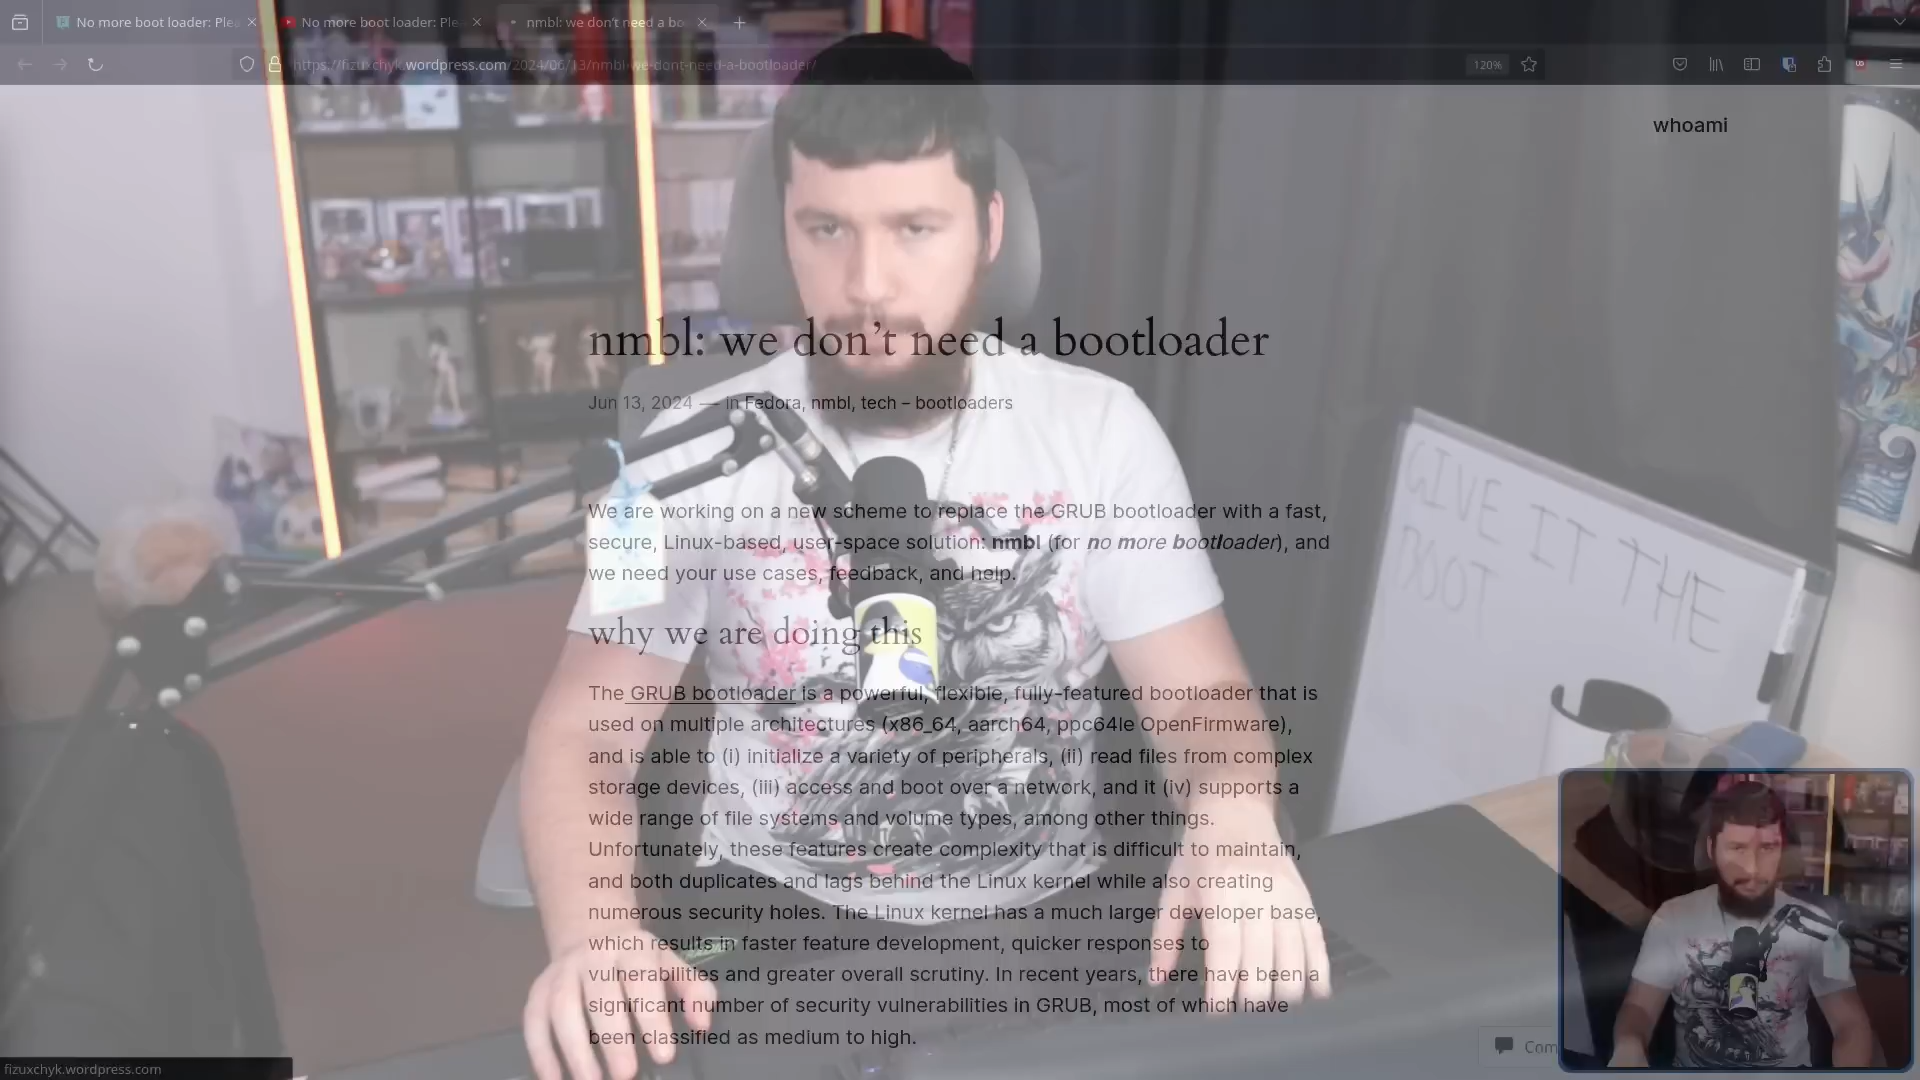 No more boot loader: Plea
No more boot loader: Ple
nmbl: we don't need a bo
https://fizuxchyk.wordpress.com/2024/06/13/nmbl-we-dont-need-a-bootloader/
120%
whoami
nmbl: we don't need a bootloader
Jun 13, 2024 — in Fedora, nmbl, tech – bootloaders
GIVE IT THE
BOOT
We are working on a new scheme to replace the GRUB bootloader with a fast,
secure, Linux-based, user-space solution: nmbl (for no more bootloader), and
we need your use cases, feedback, and help.
why we are doing this
The GRUB bootloader is a powerful, flexible, fully-featured bootloader that is
used on multiple architectures (x86_64, aarch64, ppc64le OpenFirmware),
and is able to (i) initialize a variety of peripherals, (ii) read files from complex
storage devices, (iii) access and boot over a network, and it (iv) supports a
wide range of file systems and volume types, among other things.
Unfortunately, these features create complexity that is difficult to maintain,
and both duplicates and lags behind the Linux kernel while also creating
numerous security holes. The Linux kernel has a much larger developer base,
which results in faster feature development, quicker responses to
vulnerabilities and greater overall scrutiny. In recent years, there have been a
significant number of security vulnerabilities in GRUB, most of which have
been classified as medium to high.
Com
fizuxchyk.wordpress.com